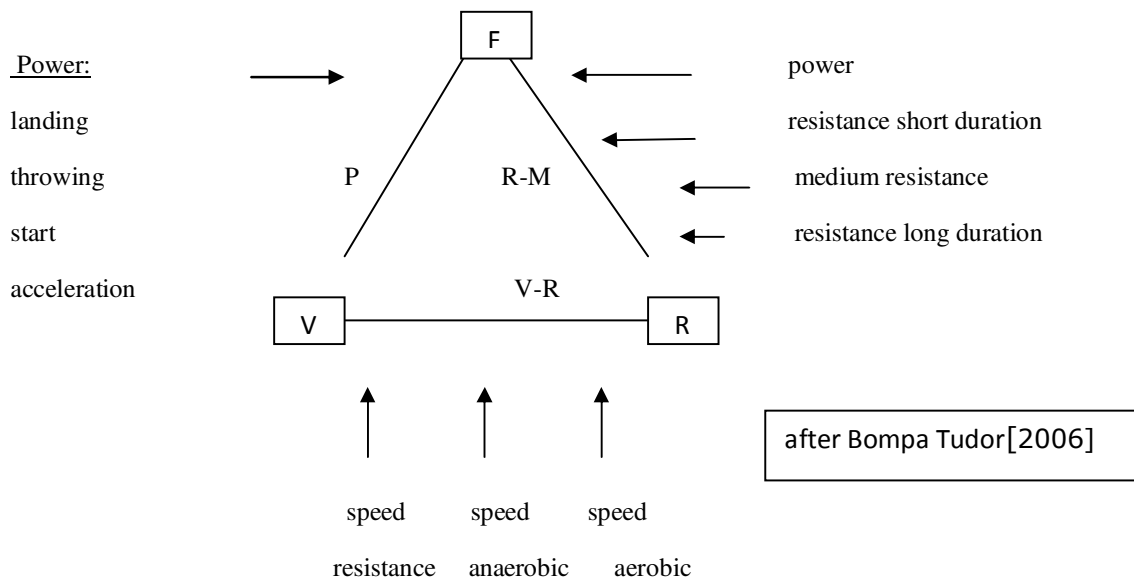 F
Power:
power
landing
resistance short duration
throwing
P
R-M
medium resistance
start
resistance long duration
acceleration
V-R
V
R
after Bompa Tudor[2006]
speed
speed
speed
resistance
anaerobic
aerobic